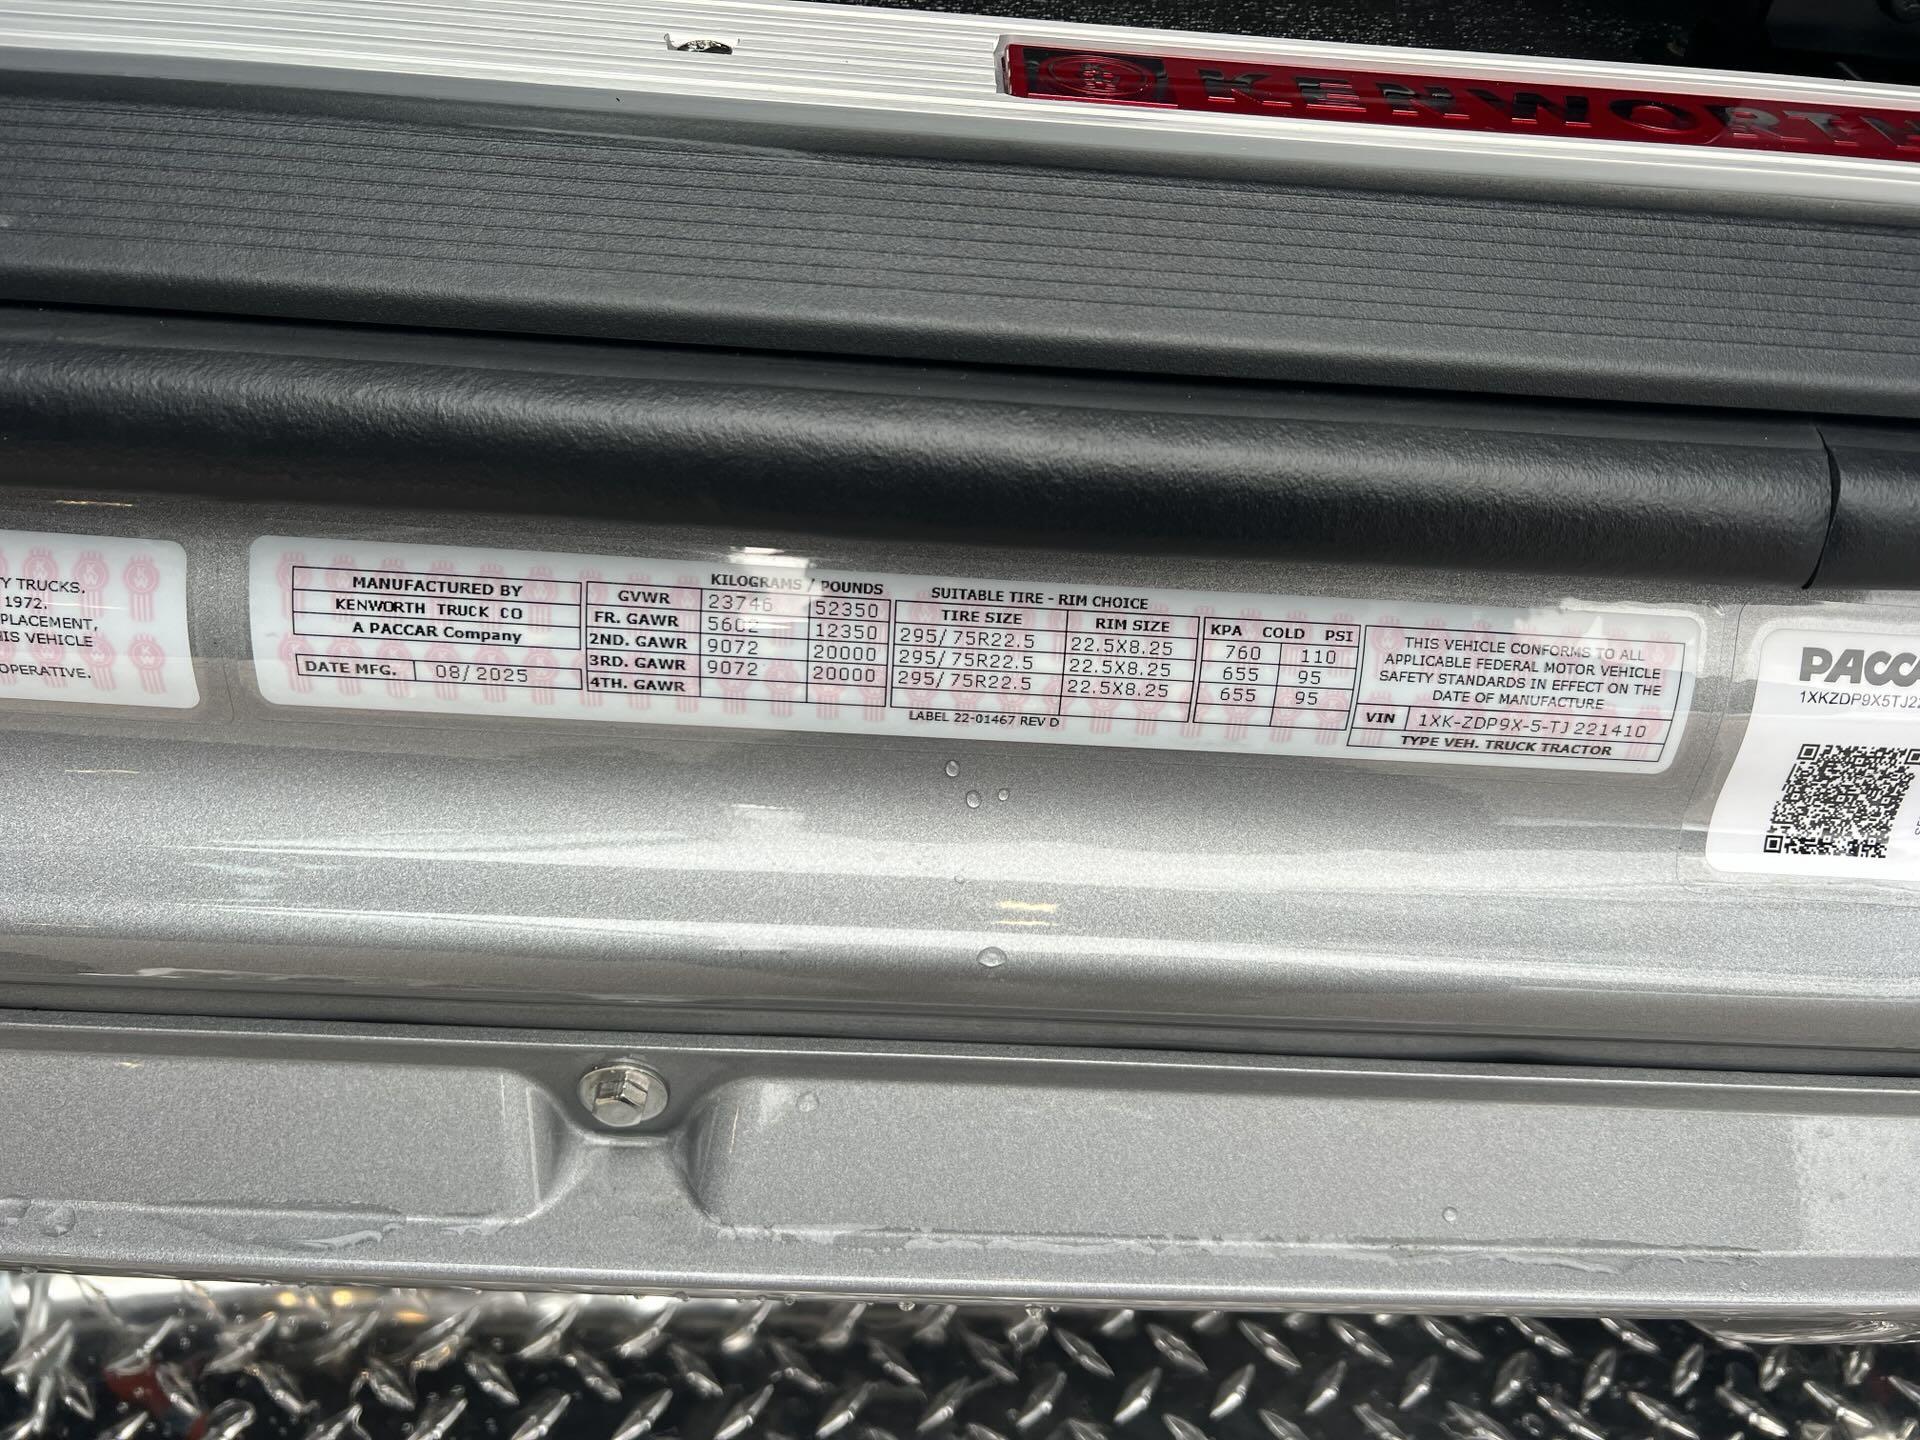 KENWORTH
Y TRUCKS.
1972.
PLACEMENT,
IS VEHICLE
OPERATIVE.
MANUFACTURED BY
KENWORTH TRUCK CO
A PACCAR Company
DATE MFG. 08/2025
KILOGRAMS / POUNDS
GVWR 23746 52350
FR. GAWR 5602 12350
2ND. GAWR 9072 20000
3RD. GAWR 9072 20000
4TH. GAWR
SUITABLE TIRE - RIM CHOICE
TIRE SIZE RIM SIZE KPA COLD PSI
295/75R22.5 22.5X8.25 760 110
295/75R22.5 22.5X8.25 655 95
295/75R22.5 22.5X8.25 655 95
LABEL 22-01467 REV D
THIS VEHICLE CONFORMS TO ALL
APPLICABLE FEDERAL MOTOR VEHICLE
SAFETY STANDARDS IN EFFECT ON THE
DATE OF MANUFACTURE
VIN 1XK-ZDP9X-5-TJ221410
TYPE VEH. TRUCK TRACTOR
PACCA
1XKZDP9X5TJ22